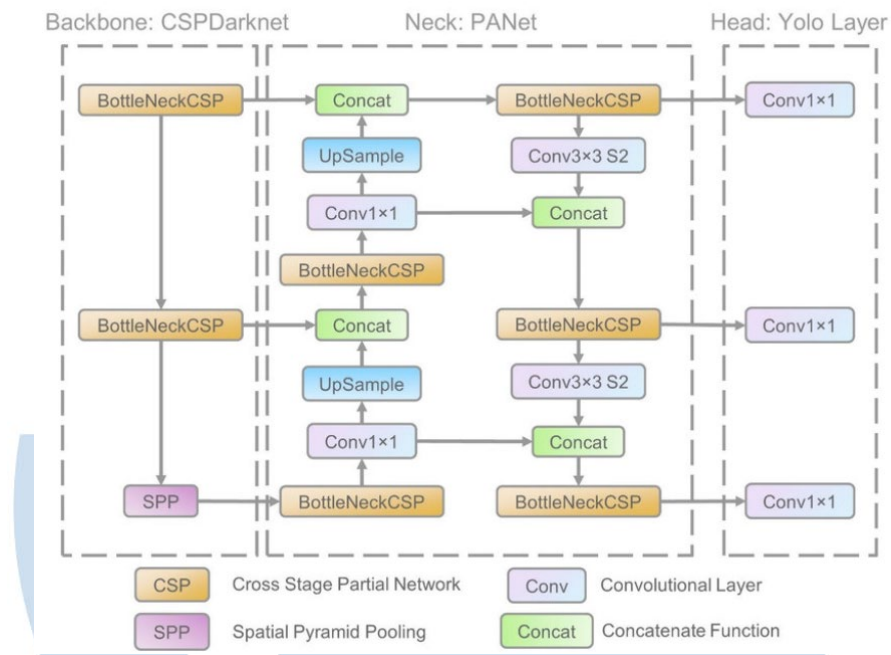 Backbone: CSPDarknet
Neck: PANet
Head: Yolo Layer
BottleNeckCSP
Concat
BottleNeckCSP
Conv1×1
UpSample
Conv3×3 S2
Conv1×1
Concat
BottleNeckCSP
BottleNeckCSP
Concat
BottleNeckCSP
Conv1×1
UpSample
Conv3×3 S2
Conv1×1
Concat
SPP
BottleNeckCSP
BottleNeckCSP
Conv1×1
CSP
Cross Stage Partial Network
Conv
Convolutional Layer
SPP
Spatial Pyramid Pooling
Concat
Concatenate Function